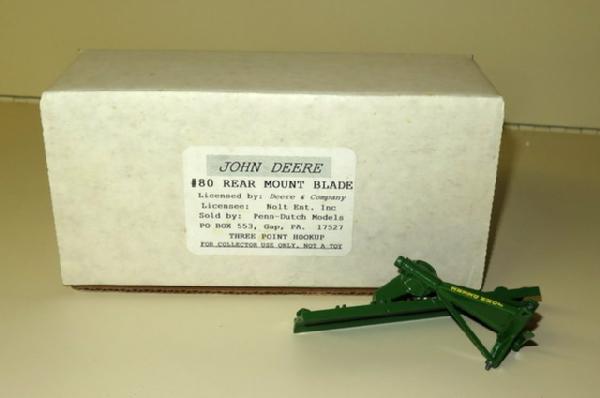 JOHN DEERE
#80 REAR MOUNT BLADE
Licensed by: Deere & Company
Licensee: Nolt Ent. Inc
Sold by: Penn-Dutch Models
PO BOX 553, Gap, PA. 17527
THREE POINT HOOKUP
FOR COLLECTOR USE ONLY, NOT A TOY